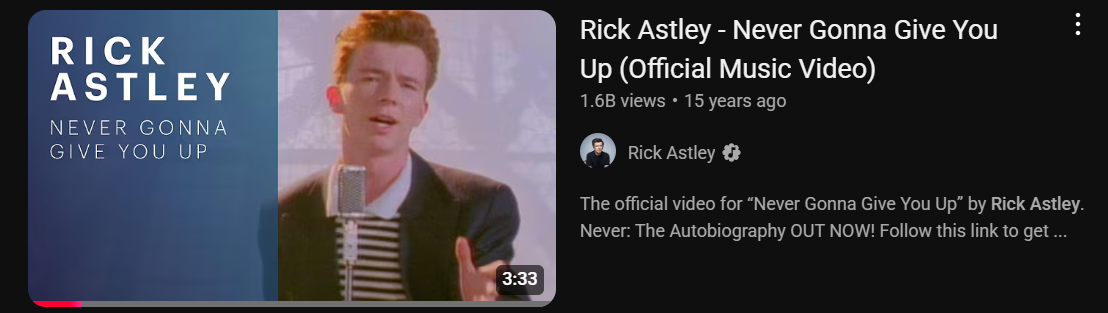 RICK
ASTLEY
NEVER GONNA
GIVE YOU UP
3:33
Rick Astley - Never Gonna Give You
Up (Official Music Video)
1.6B views • 15 years ago
Rick Astley
The official video for “Never Gonna Give You Up” by Rick Astley.
Never: The Autobiography OUT NOW! Follow this link to get ...